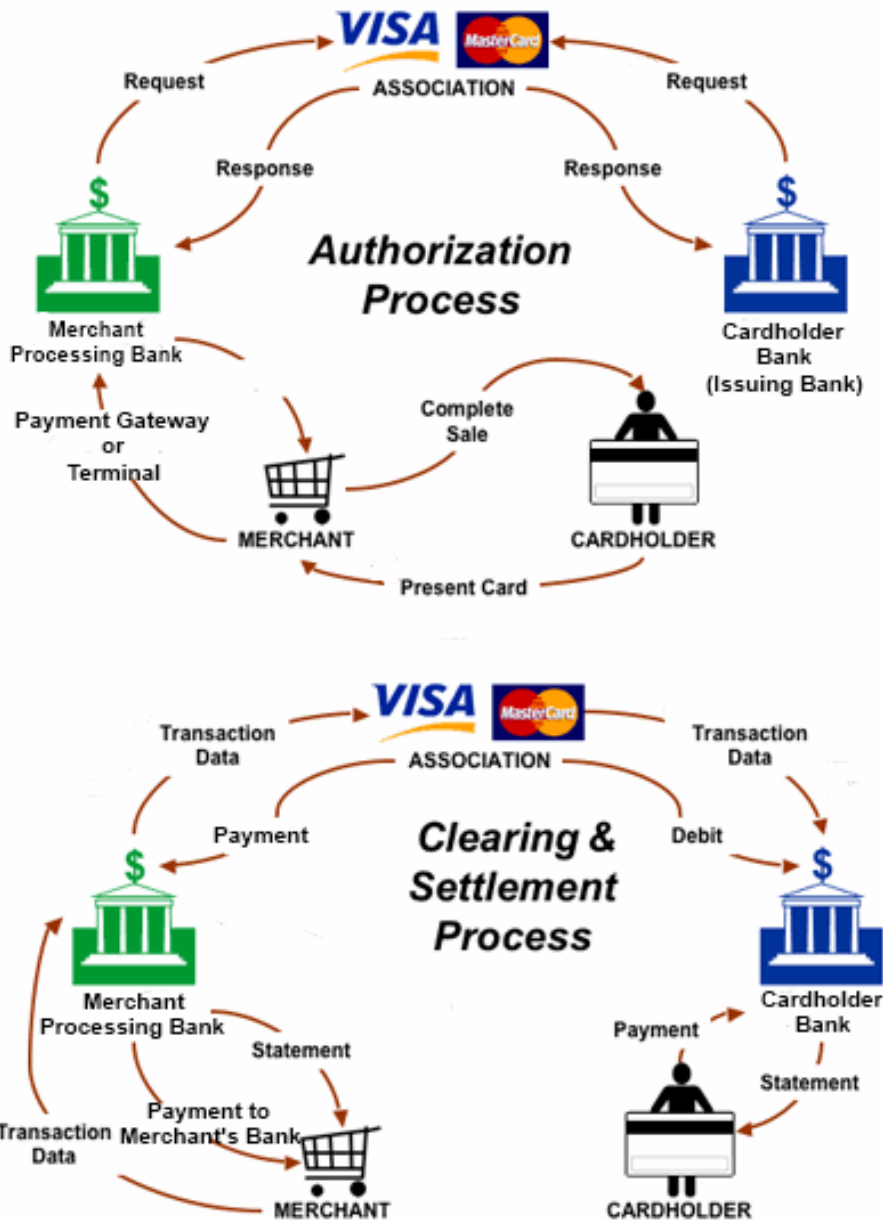 VISA MasterCard
ASSOCIATION
Request
Request
Response
Response
$
$
Authorization
Process
Merchant
Processing Bank
Cardholder
Bank
(Issuing Bank)
Payment Gateway
or
Terminal
Complete
Sale
MERCHANT
CARDHOLDER
Present Card
VISA MasterCard
ASSOCIATION
Transaction
Data
Transaction
Data
Payment
Debit
$
$
Clearing &
Settlement
Process
Merchant
Processing Bank
Cardholder
Bank
Statement
Payment
Statement
Payment to
Merchant's Bank
Transaction
Data
MERCHANT
CARDHOLDER